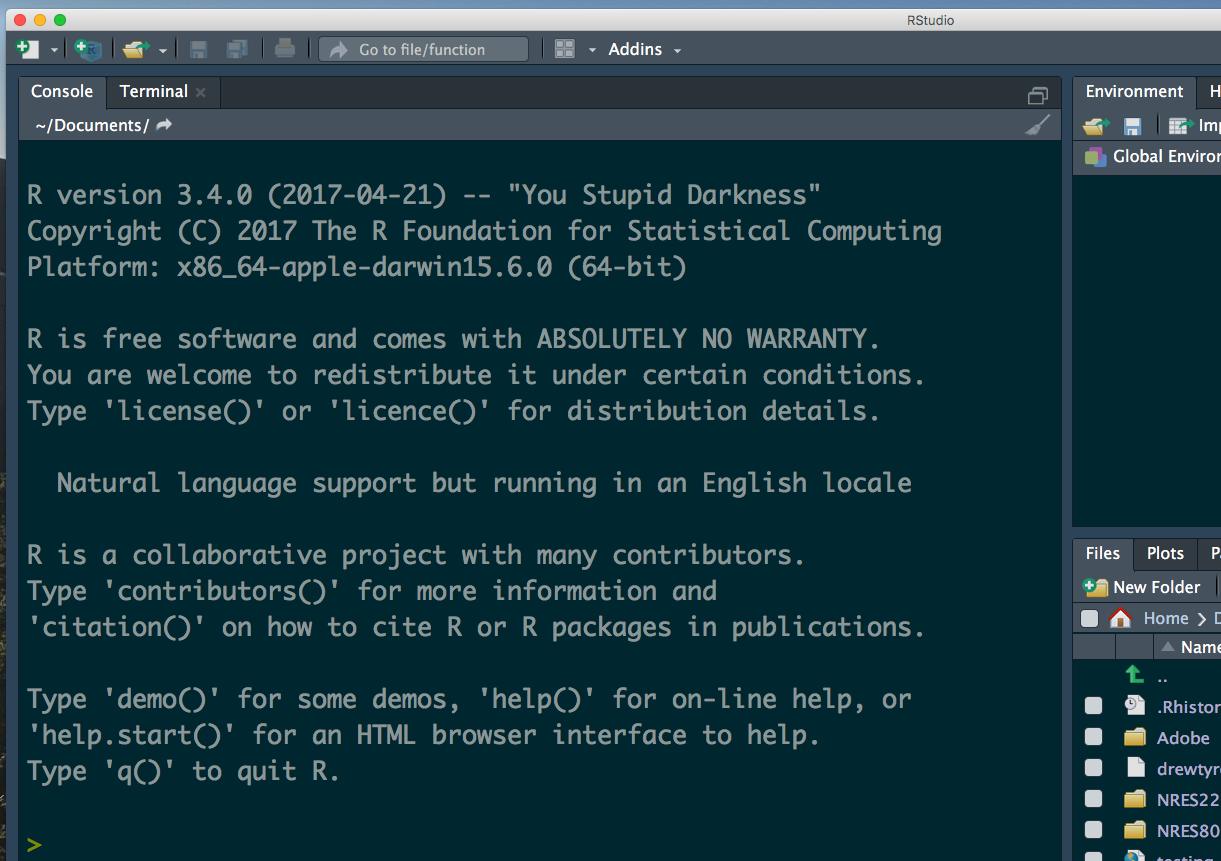 RStudio
Go to file/function
Addins
Console
Terminal
~/Documents/
R version 3.4.0 (2017-04-21) -- "You Stupid Darkness"
Copyright (C) 2017 The R Foundation for Statistical Computing
Platform: x86_64-apple-darwin15.6.0 (64-bit)
R is free software and comes with ABSOLUTELY NO WARRANTY.
You are welcome to redistribute it under certain conditions.
Type 'license()' or 'licence()' for distribution details.
Natural language support but running in an English locale
R is a collaborative project with many contributors.
Type 'contributors()' for more information and
'citation()' on how to cite R or R packages in publications.
Type 'demo()' for some demos, 'help()' for on-line help, or
'help.start()' for an HTML browser interface to help.
Type 'q()' to quit R.
>
Environment H
Imp
Global Enviror
Files Plots P
New Folder
Home D
Name
..
.Rhistor
Adobe
drewtyre
NRES22
NRES80